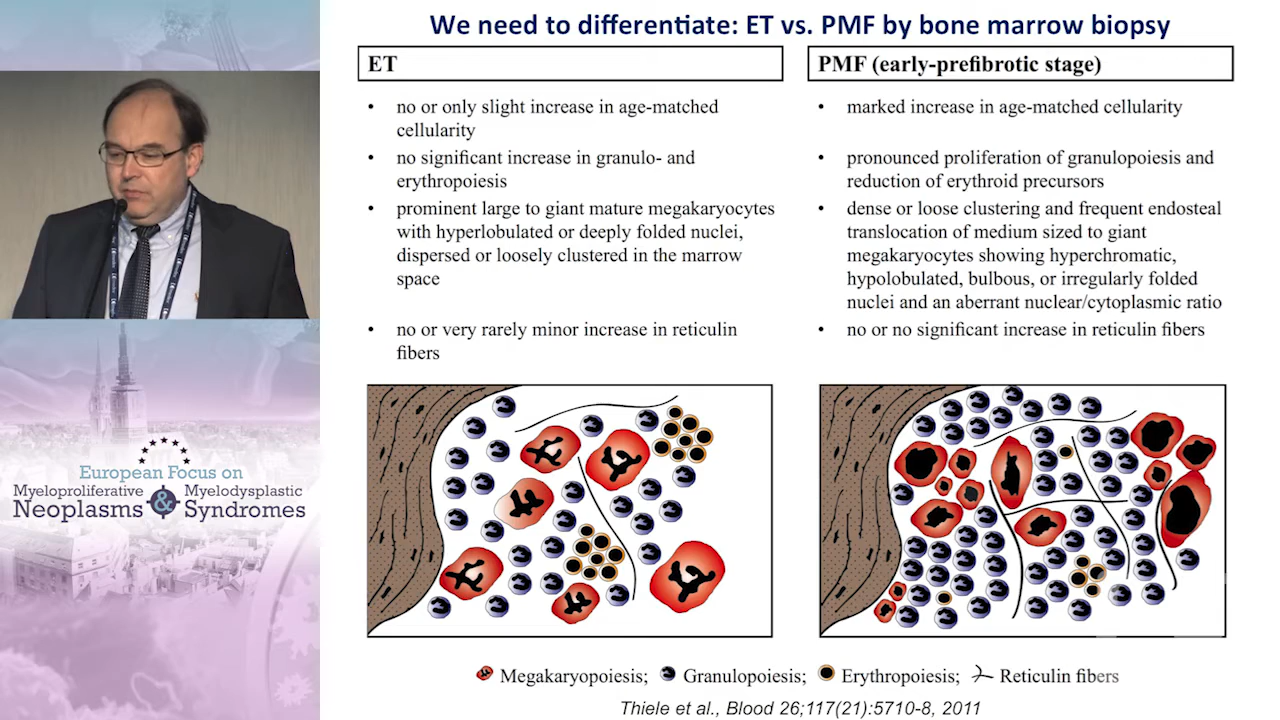 We need to differentiate: ET vs. PMF by bone marrow biopsy
ET
• no or only slight increase in age-matched
cellularity
• no significant increase in granulo- and
erythropoiesis
• prominent large to giant mature megakaryocytes
with hyperlobulated or deeply folded nuclei,
dispersed or loosely clustered in the marrow
space
• no or very rarely minor increase in reticulin
fibers
PMF (early-prefibrotic stage)
• marked increase in age-matched cellularity
• pronounced proliferation of granulopoiesis and
reduction of erythroid precursors
• dense or loose clustering and frequent endosteal
translocation of medium sized to giant
megakaryocytes showing hyperchromatic,
hypolobulated, bulbous, or irregularly folded
nuclei and an aberrant nuclear/cytoplasmic ratio
• no or no significant increase in reticulin fibers
Megakaryopoiesis; Granulopoiesis; Erythropoiesis; Reticulin fibers
Thiele et al., Blood 26;117(21):5710-8, 2011
European Focus on
Myeloproliferative & Myelodysplastic
Neoplasms Syndromes